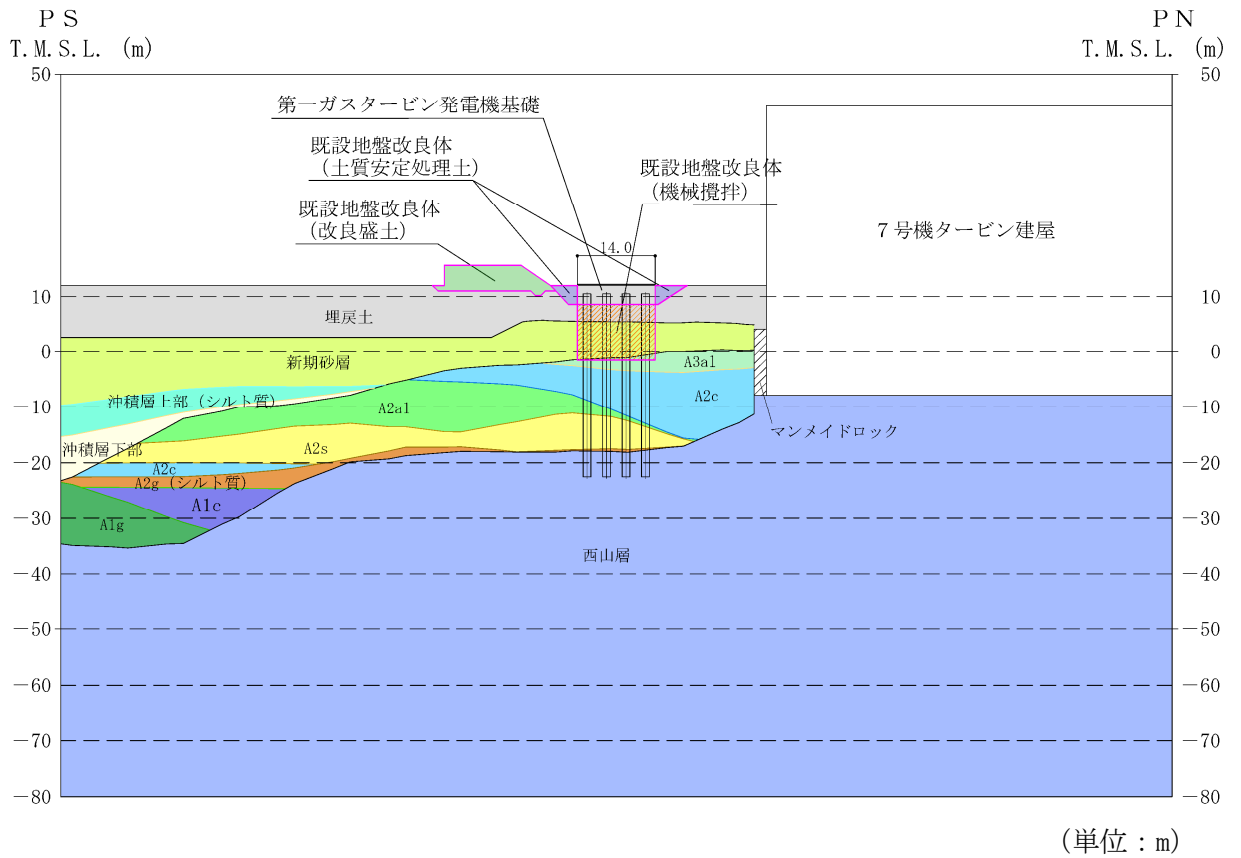 ＰＳ
T.M.S.L. (m)
ＰＮ
T.M.S.L. (m)
50
50
第一ガスタービン発電機基礎
既設地盤改良体
（土質安定処理土）
既設地盤改良体
（機械攪拌）
既設地盤改良体
（改良盛土）
７号機タービン建屋
14.0
10
10
埋戻土
0
0
新期砂層
A3al
沖積層上部（シルト質）
A2al
A2c
－10
－10
マンメイドロック
沖積層下部
A2s
A2c
－20
－20
A2g（シルト質）
A1c
A1g
－30
－30
西山層
－40
－40
－50
－50
－60
－60
－70
－70
－80
－80
（単位：m）